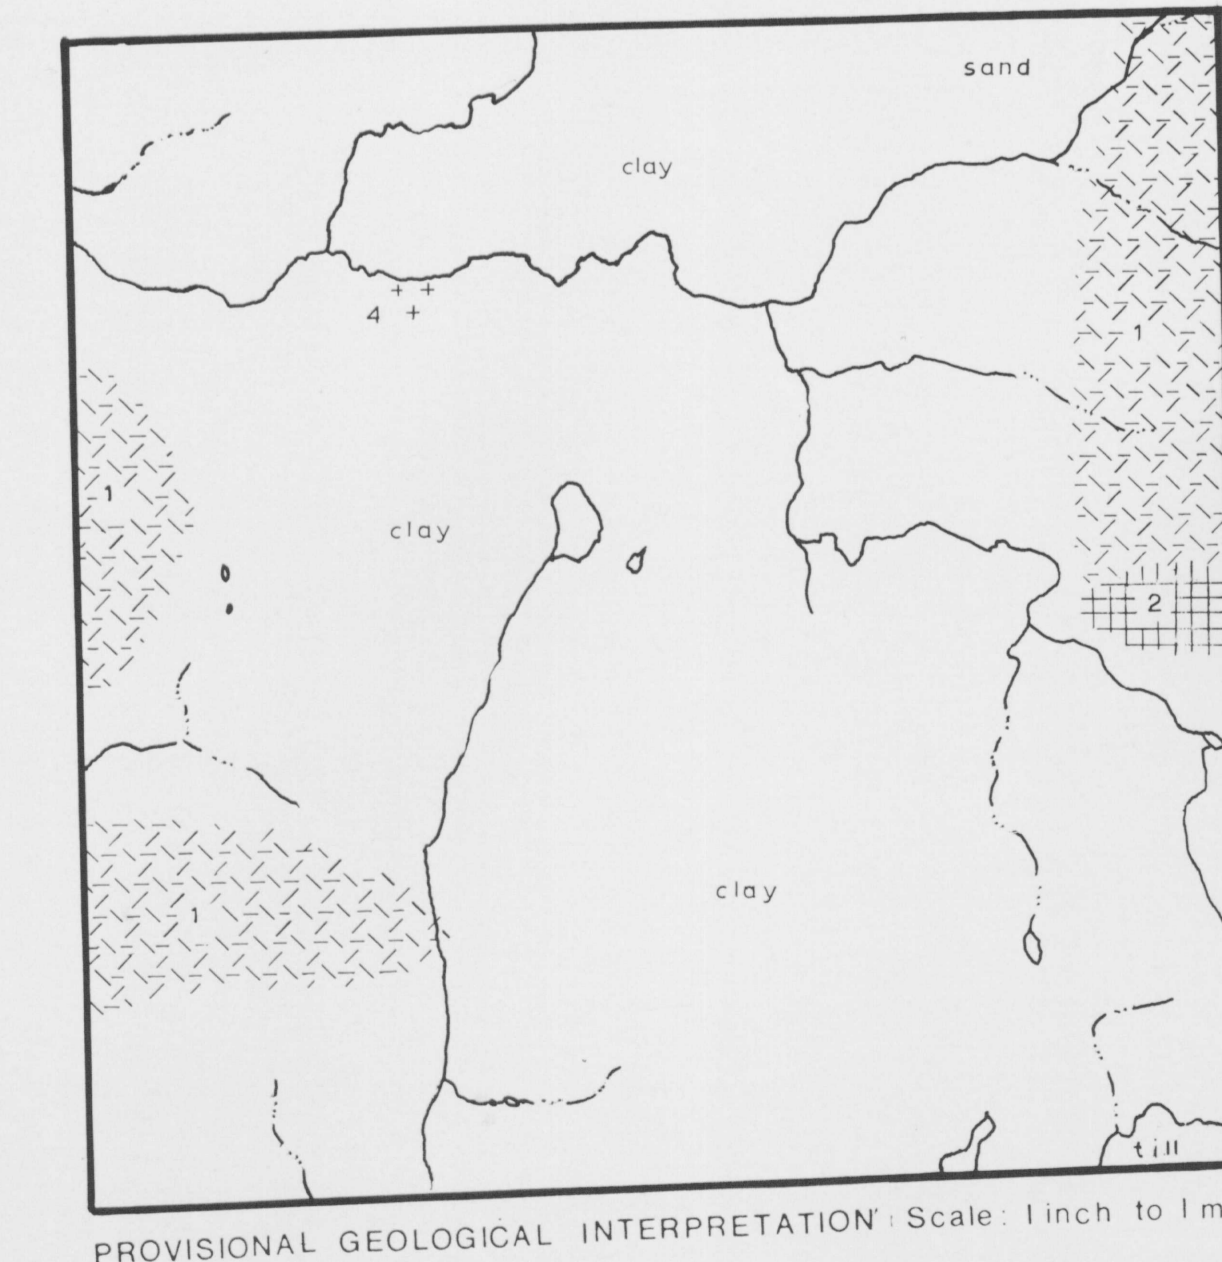 sand
clay
4
1
1
clay
2
clay
1
till
PROVISIONAL GEOLOGICAL INTERPRETATION Scale: 1 inch to 1 m